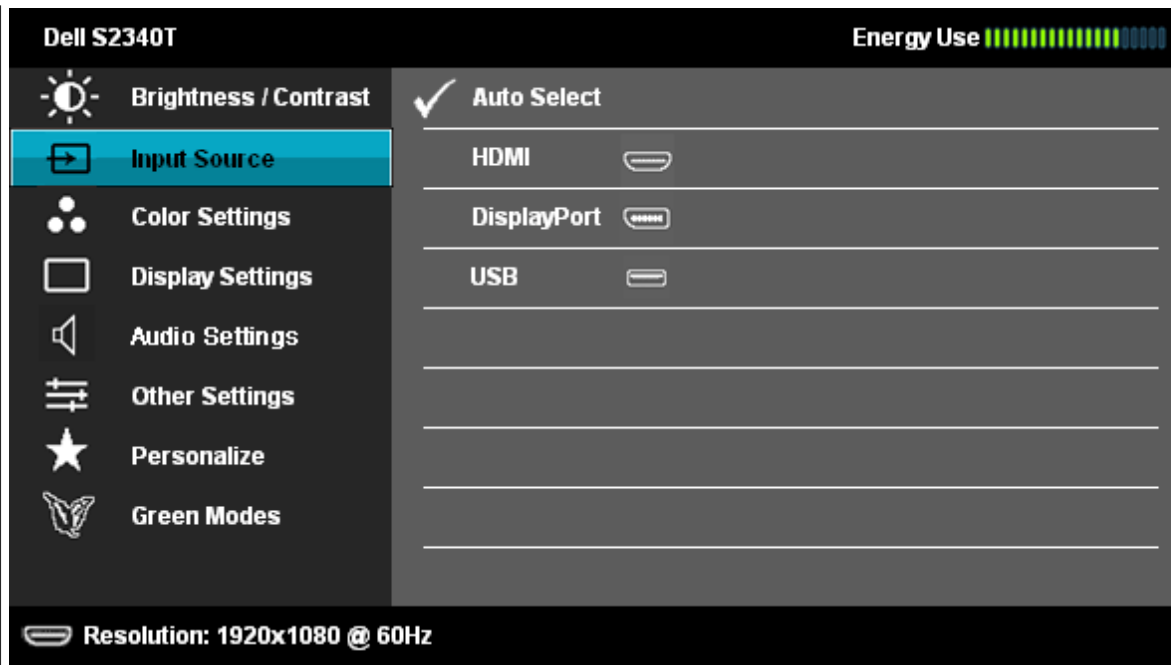 Dell S2340T Energy Use
Brightness / Contrast Auto Select
Input Source HDMI
Color Settings DisplayPort
Display Settings USB
Audio Settings
Other Settings
Personalize
Green Modes
Resolution: 1920x1080 @ 60Hz